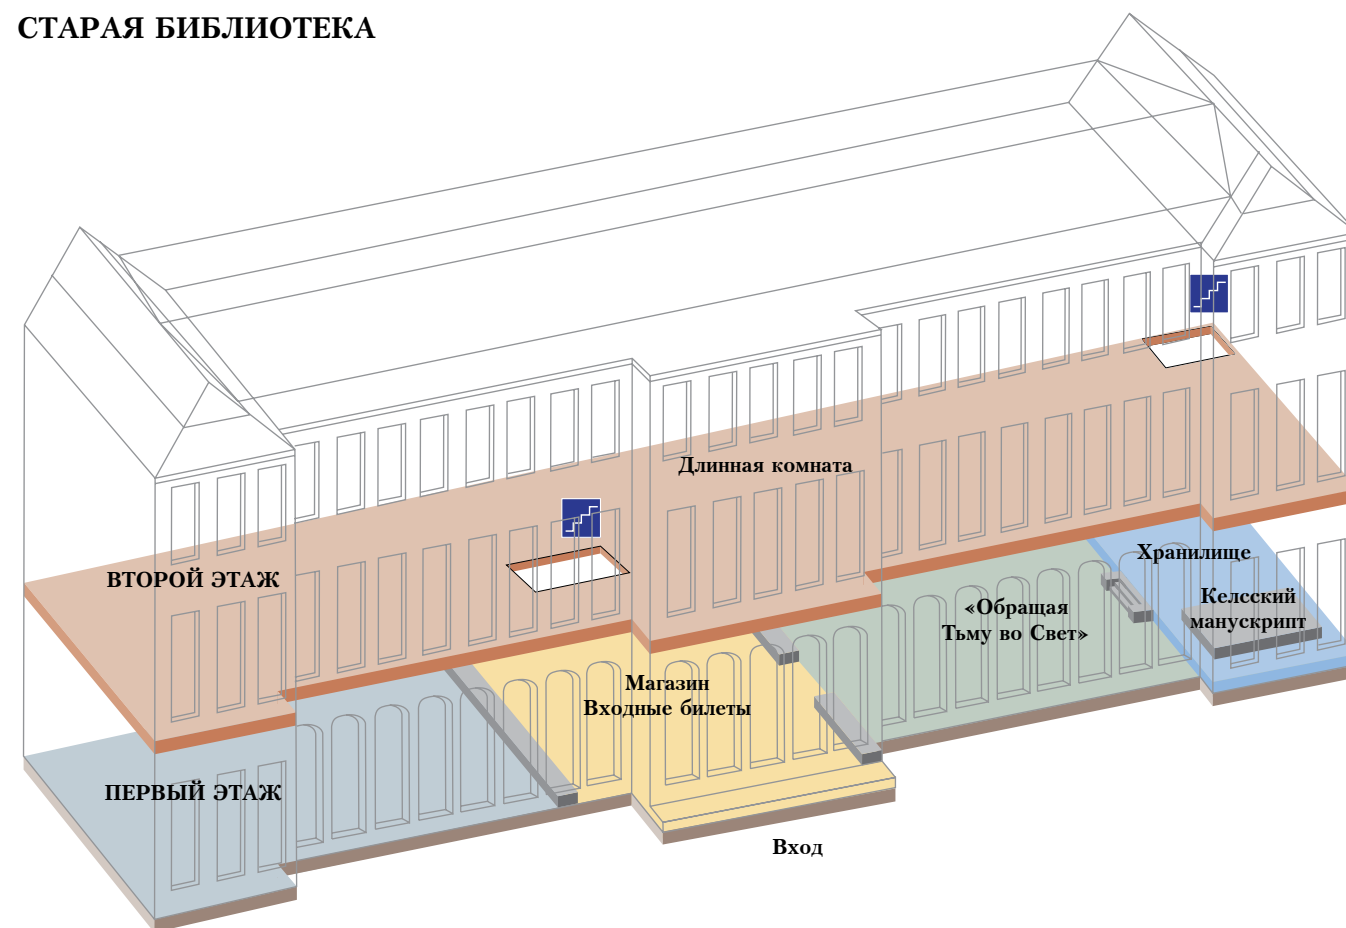 СТАРАЯ БИБЛИОТЕКА
Длинная комната
ВТОРОЙ ЭТАЖ
Хранилище
Келсский
манускрипт
«Обращая
Тьму во Свет»
Магазин
Входные билеты
ПЕРВЫЙ ЭТАЖ
Вход